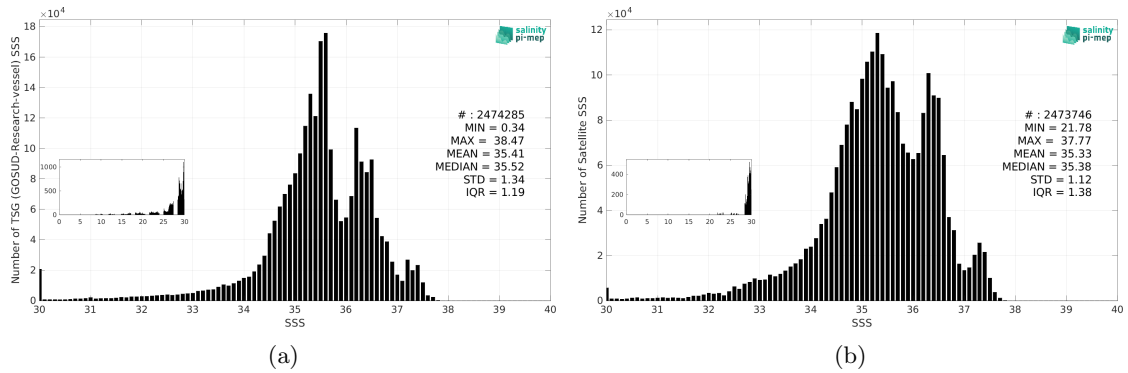 ×10⁴
18
16
14
12
10
8
6
4
2
0
Number of TSG (GOSUD-Research-vessel) SSS
30 31 32 33 34 35 36 37 38 39 40
SSS
salinity
pi-mep
# : 2474285
MIN = 0.34
MAX = 38.47
MEAN = 35.41
MEDIAN = 35.52
STD = 1.34
IQR = 1.19
1000
500
0
0 5 10 15 20 25 30
(a)
×10⁴
12
10
8
6
4
2
0
Number of Satellite SSS
30 31 32 33 34 35 36 37 38 39 40
SSS
salinity
pi-mep
# : 2473746
MIN = 21.78
MAX = 37.77
MEAN = 35.33
MEDIAN = 35.38
STD = 1.12
IQR = 1.38
400
200
0
0 5 10 15 20 25 30
(b)